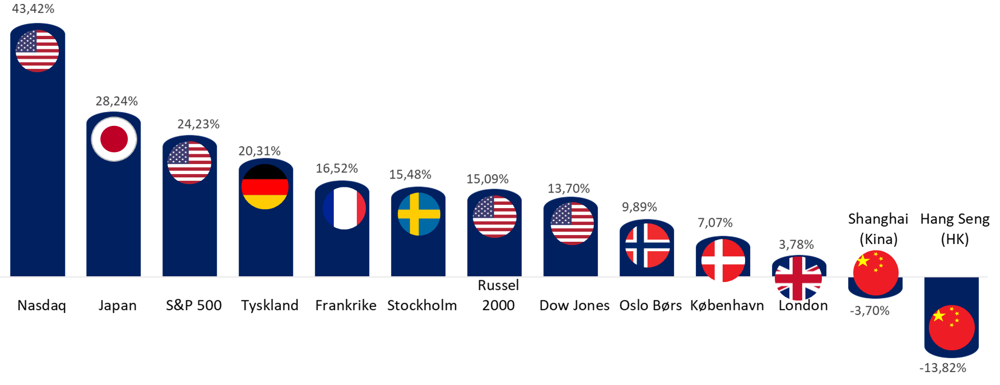 43,42%
28,24%
24,23%
20,31%
16,52%
15,48%
15,09%
13,70%
9,89%
7,07%
3,78%
Shanghai
(Kina)
Hang Seng
(HK)
Nasdaq
Japan
S&P 500
Tyskland
Frankrike
Stockholm
Russel
2000
Dow Jones
Oslo Børs
København
London
-3,70%
-13,82%